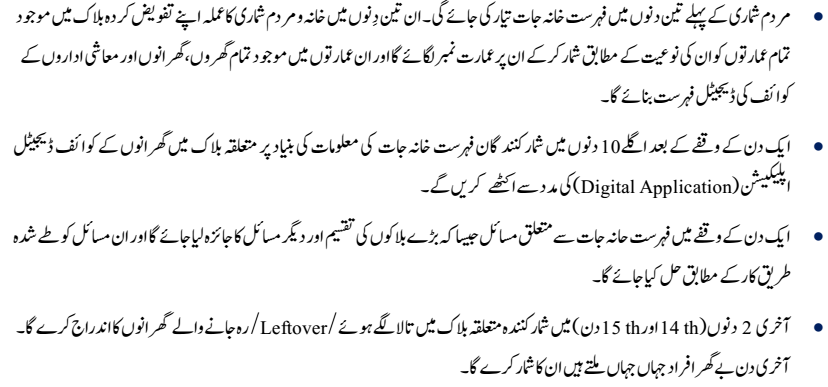 • مردم شماری کے پہلے تین دنوں میں فہرست خانہ جات تیار کی جائے گی۔ ان تین دِنوں میں خانہ و مردم شماری کا عملہ اپنے تفویض کردہ بلاک میں موجود
تمام عمارتوں کو ان کی نوعیت کے مطابق شمار کرکے ان پر عمارت نمبر لگائے گا اور ان عمارتوں میں موجود تمام گھروں، گھرانوں اور معاشی اداروں کے
کوائف کی ڈیجیٹل فہرست بنائے گا۔
• ایک دن کے وقفے کے بعد اگلے 10 دنوں میں شمارکنندگان فہرست خانہ جات کی معلومات کی بنیاد پر متعلقہ بلاک میں گھرانوں کے کوائف ڈیجیٹل
اپلیکیشن (Digital Application) کی مدد سے اکٹھے کریں گے۔
• ایک دن کے وقفے میں فہرست حانہ جات سے متعلق مسائل جیسا کہ بڑے بلاکوں کی تقسیم اور دیگر مسائل کا جائزہ لیا جائے گا اور ان مسائل کو طے شدہ
طریق کار کے مطابق حل کیا جائے گا۔
• آخری 2 دنوں (14 th اور 15 th دن) میں شمارکنندہ متعلقہ بلاک میں تالا لگے ہوئے /Leftover/ رہ جانے والے گھرانوں کا اندراج کرے گا۔
آخری دن بے گھر افراد جہاں جہاں ملتے ہیں ان کا شمار کرے گا۔